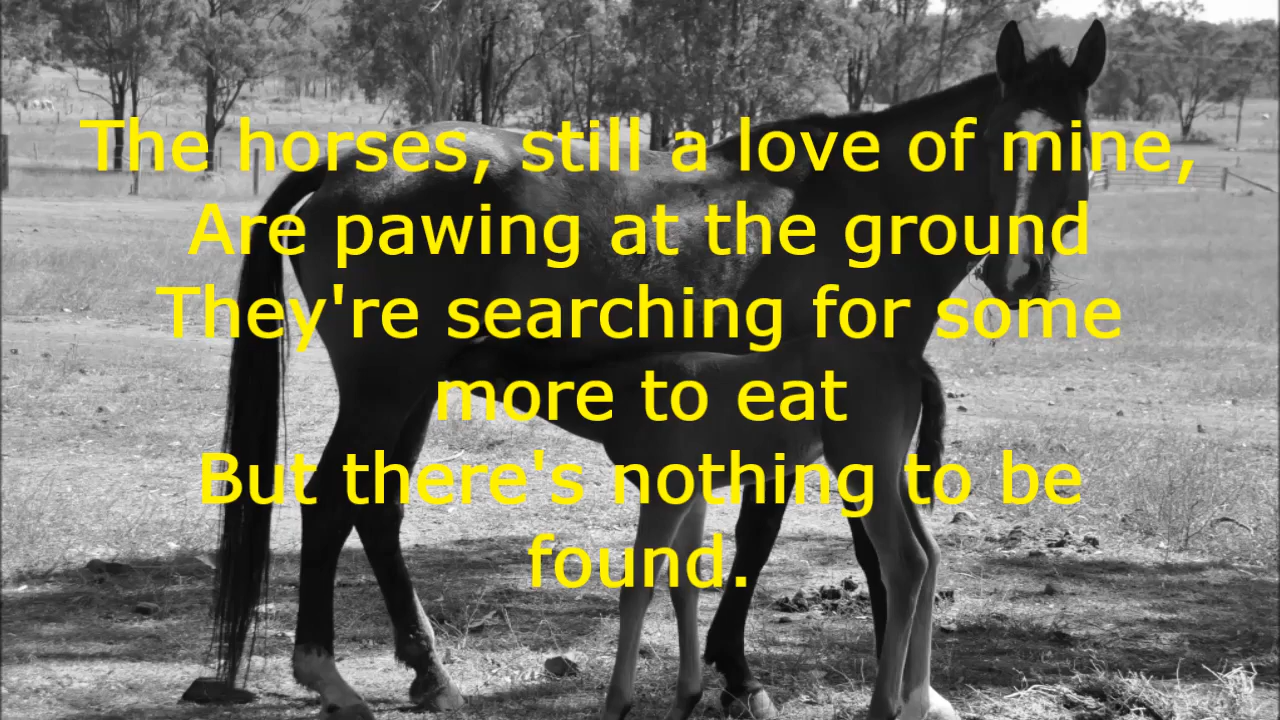 The horses, still a love of mine,
Are pawing at the ground
They're searching for some
more to eat
But there's nothing to be
found.